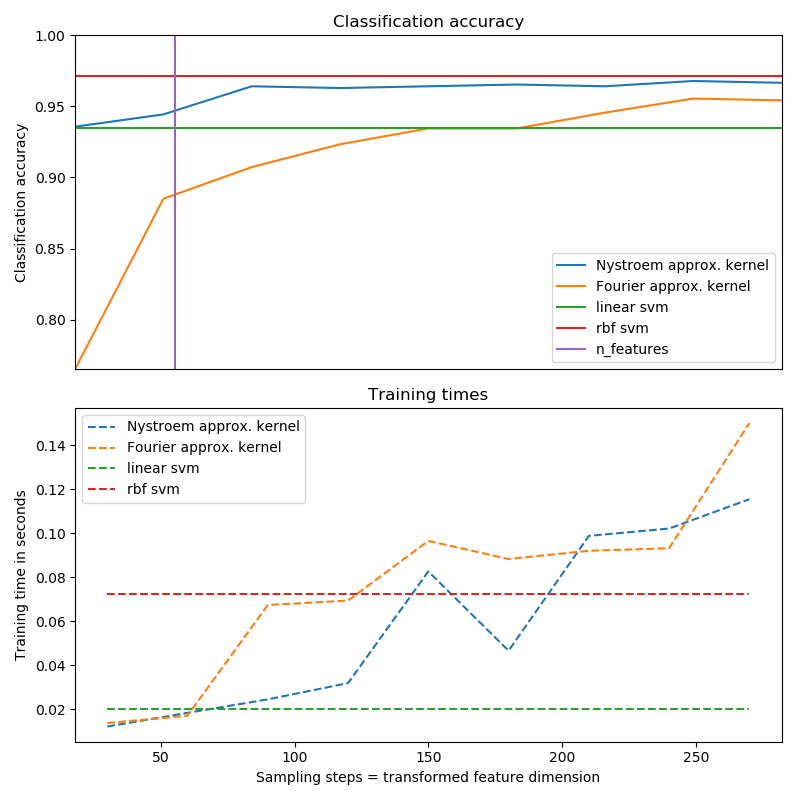 Classification accuracy
Classification accuracy
1.00
0.95
0.90
0.85
0.80
Nystroem approx. kernel
Fourier approx. kernel
linear svm
rbf svm
n_features
Training times
Training time in seconds
0.14
0.12
0.10
0.08
0.06
0.04
0.02
Nystroem approx. kernel
Fourier approx. kernel
linear svm
rbf svm
50 100 150 200 250
Sampling steps = transformed feature dimension